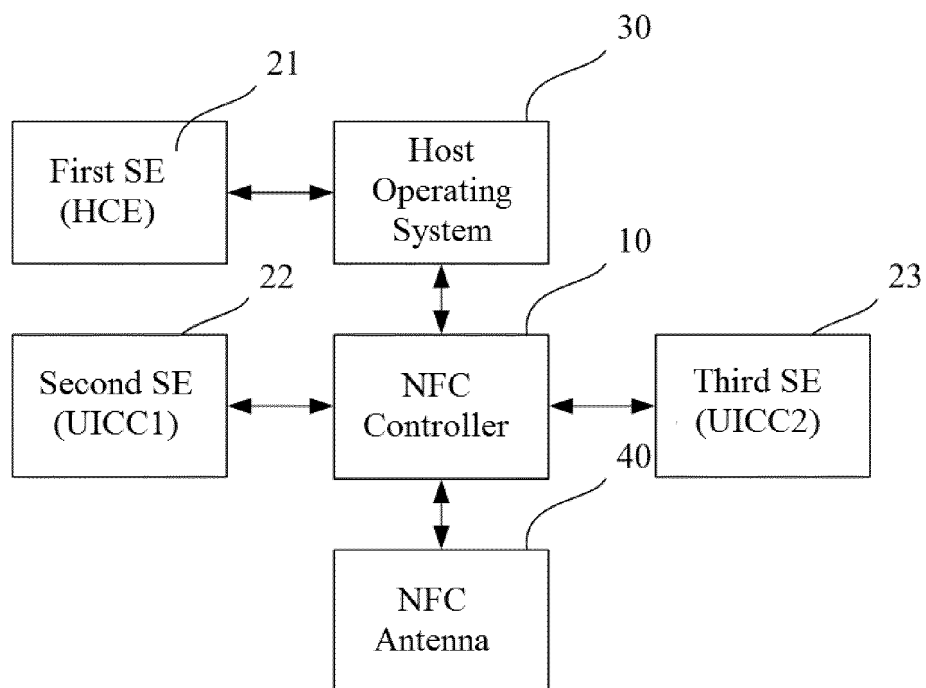 21
30
First SE
(HCE)
Host
Operating
System
22
10
23
Second SE
(UICC1)
NFC
Controller
Third SE
(UICC2)
40
NFC
Antenna